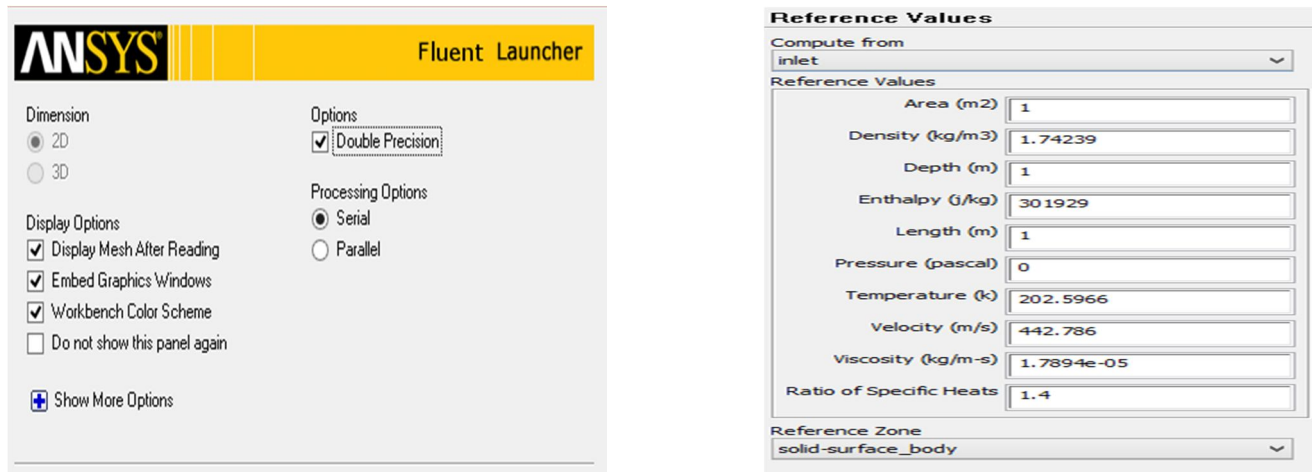 ANSYS
Fluent Launcher
Dimension
2D
3D
Display Options
Display Mesh After Reading
Embed Graphics Windows
Workbench Color Scheme
Do not show this panel again
Show More Options
Options
Double Precision
Processing Options
Serial
Parallel
Reference Values
Compute from
inlet
Reference Values
Area (m2) 1
Density (kg/m3) 1.74239
Depth (m) 1
Enthalpy (j/kg) 301929
Length (m) 1
Pressure (pascal) 0
Temperature (k) 202.5966
Velocity (m/s) 442.786
Viscosity (kg/m-s) 1.7894e-05
Ratio of Specific Heats 1.4
Reference Zone
solid-surface_body